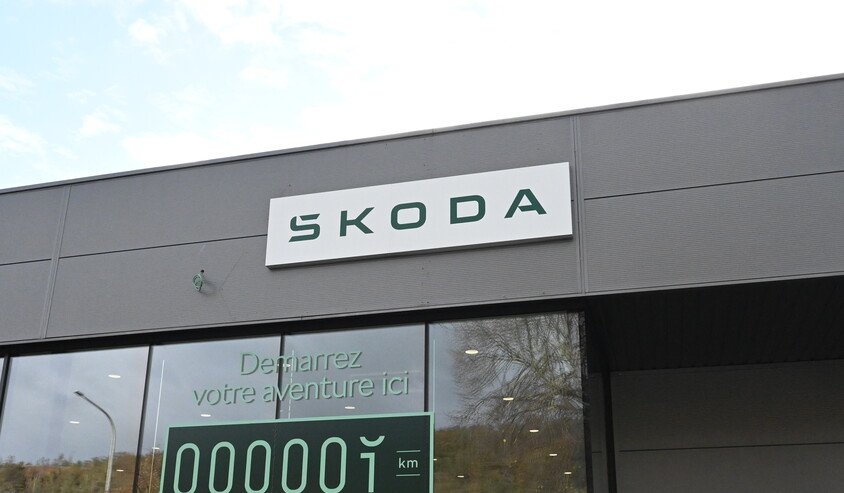 ŠKODA
Demarrez
votre aventure ici
000001 km